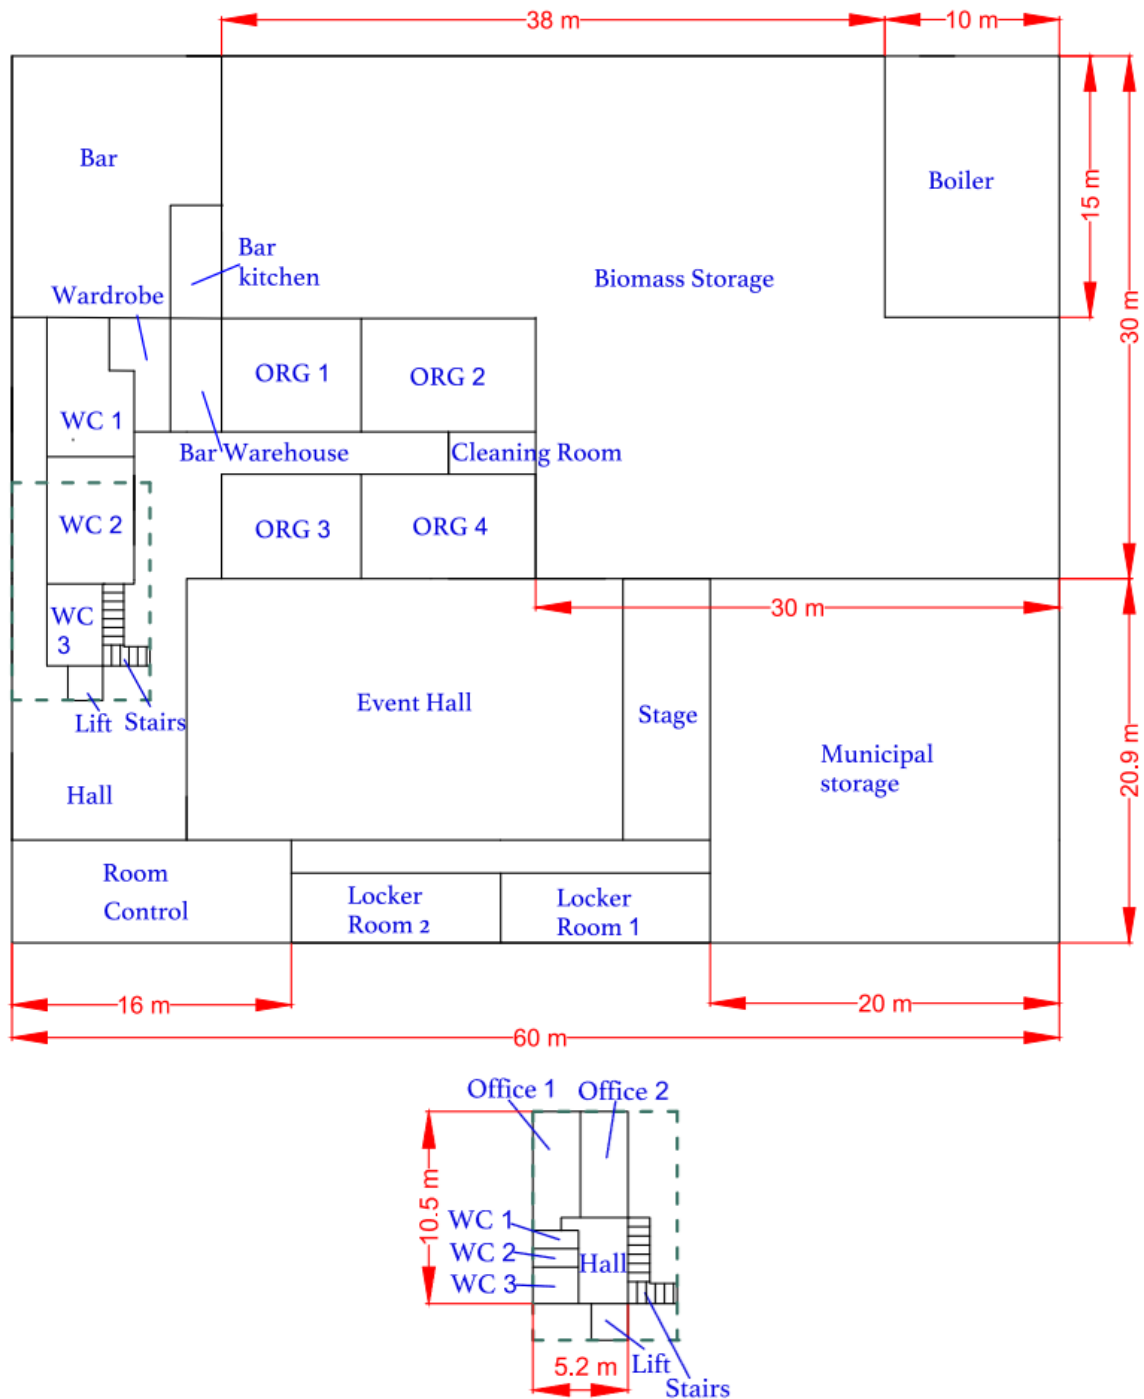 38 m
10 m
Bar
Boiler
15 m
Bar
kitchen
Biomass Storage
Wardrobe
30 m
ORG 1
ORG 2
WC 1
Bar Warehouse
Cleaning Room
WC 2
ORG 3
ORG 4
WC
3
30 m
Event Hall
Stage
Lift
Stairs
Municipal
storage
20.9 m
Hall
Room
Control
Locker
Room 2
Locker
Room 1
16 m
20 m
60 m
Office 1
Office 2
10.5 m
WC 1
WC 2
Hall
WC 3
5.2 m
Lift
Stairs